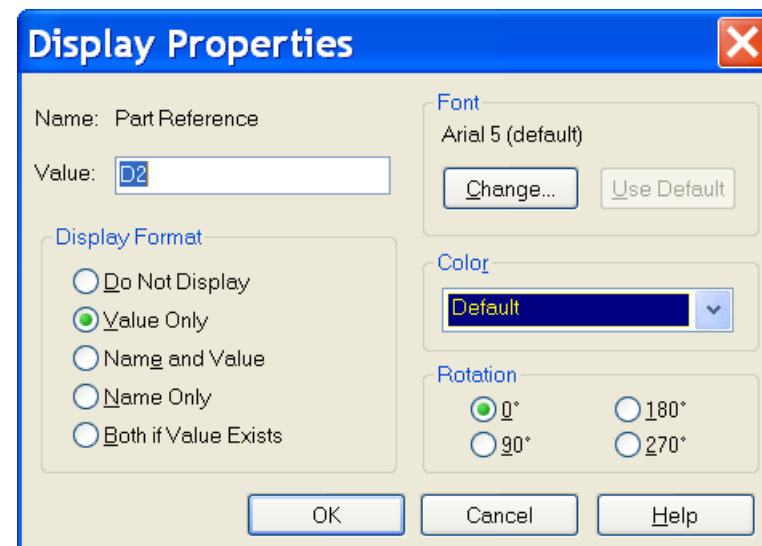 Display Properties
Name: Part Reference
Value: D2
Display Format
Do Not Display
Value Only
Name and Value
Name Only
Both if Value Exists
Font
Arial 5 (default)
Change... Use Default
Color
Default
Rotation
0° 180°
90° 270°
OK Cancel Help